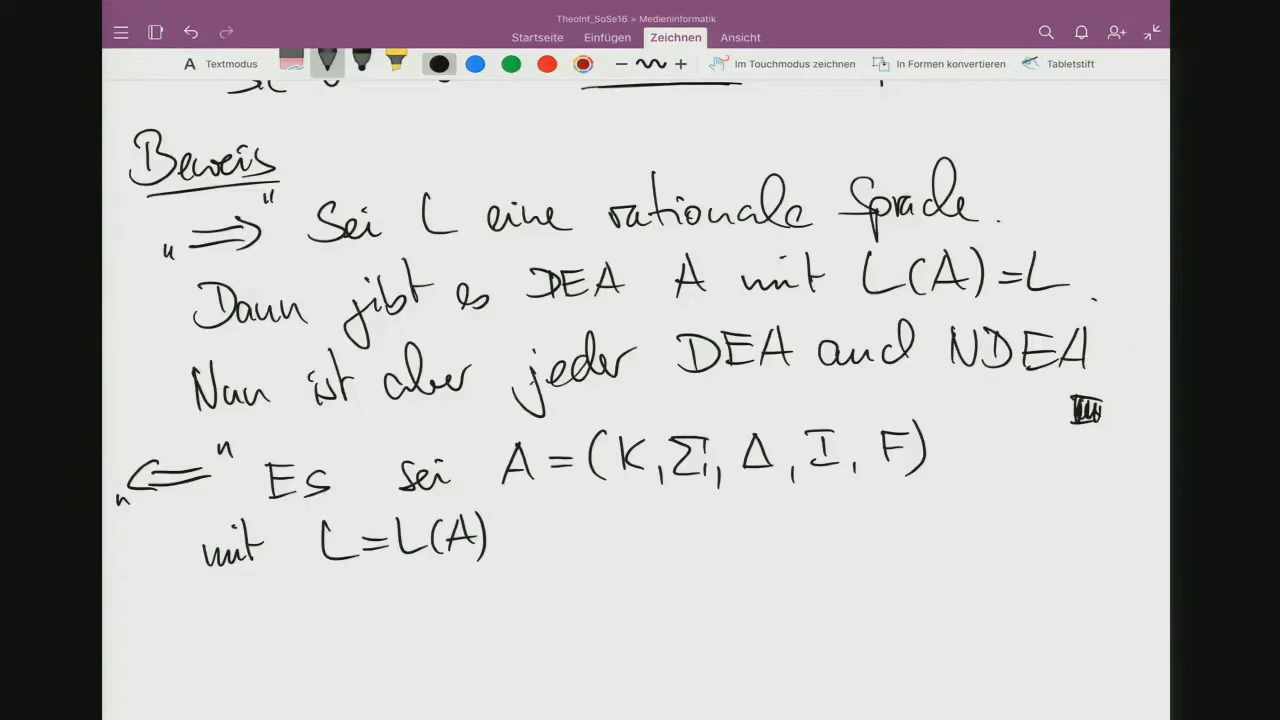 TheoInf_SoSe16 » Medieninformatik
Startseite Einfügen Zeichnen Ansicht
A Textmodus Im Touchmodus zeichnen In Formen konvertieren Tabletstift
Beweis
"⇒" Sei L eine rationale Sprache.
Dann gibt es DEA A mit L(A)=L.
Nun ist aber jeder DEA auch NDEA
"⇐" Es sei A=(K, Σ, Δ, I, F)
mit L=L(A)